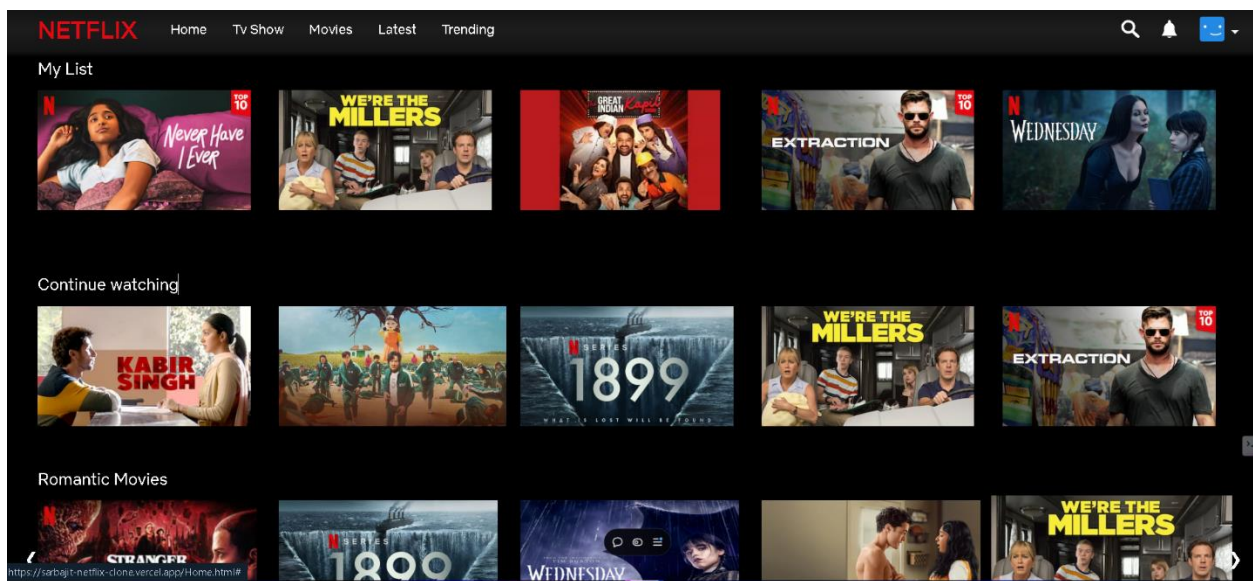 NETFLIX Home Tv Show Movies Latest Trending
My List
N TOP 10
Never Have I Ever
WE'RE THE MILLERS
GREAT INDIAN Kapil
N TOP 10
EXTRACTION
N
WEDNESDAY
Continue watching
KABIR SINGH
N SERIES
1899
WHAT IS LOST WILL BE FOUND
WE'RE THE MILLERS
N TOP 10
EXTRACTION
Romantic Movies
N
STRANGER
N SERIES
1899
WEDNESDAY
WE'RE THE MILLERS
https://sarbajit-netflix-clone.vercel.app/Home.html#